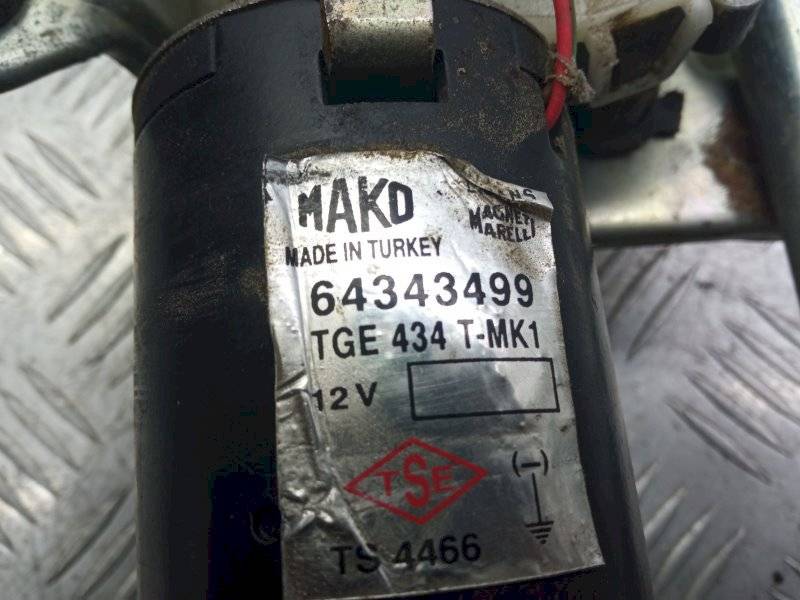 MAKO
MAGNETI
MARELLI
MADE IN TURKEY
64343499
TGE 434 T-MK1
12 V
TSE
(-)
TS 4466